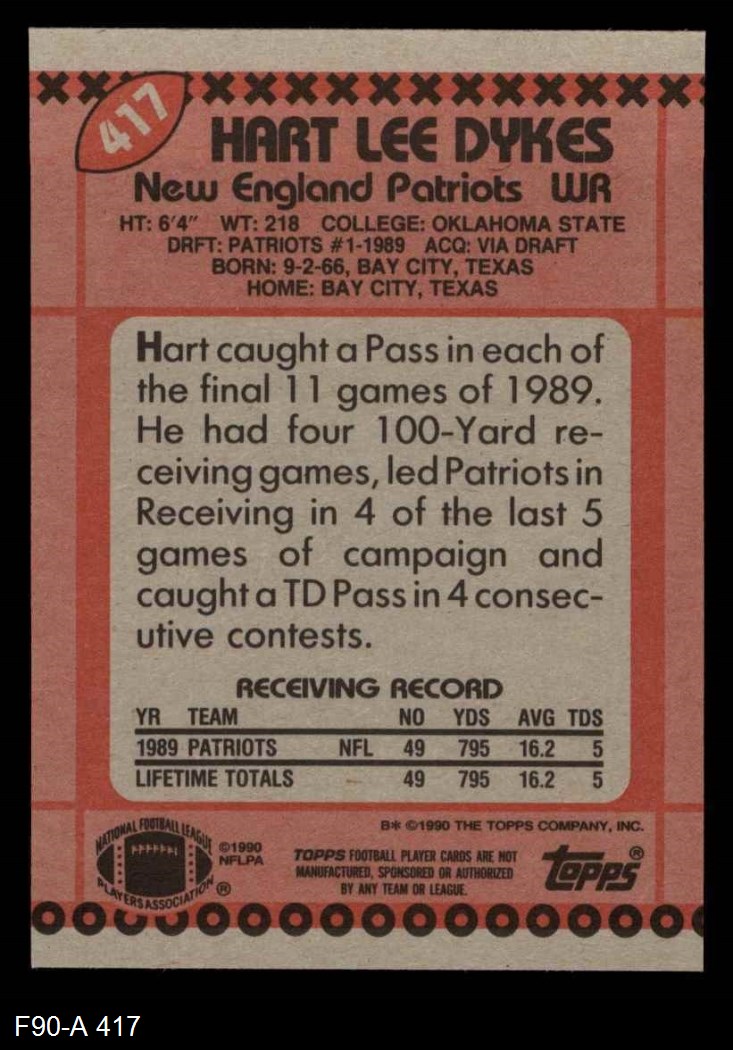 417
HART LEE DYKES
New England Patriots WR
HT: 6'4" WT: 218 COLLEGE: OKLAHOMA STATE
DRFT: PATRIOTS #1-1989 ACQ: VIA DRAFT
BORN: 9-2-66, BAY CITY, TEXAS
HOME: BAY CITY, TEXAS
Hart caught a Pass in each of
the final 11 games of 1989.
He had four 100-Yard re-
ceiving games, led Patriots in
Receiving in 4 of the last 5
games of campaign and
caught a TD Pass in 4 consec-
utive contests.
RECEIVING RECORD
YR TEAM NO YDS AVG TDS
1989 PATRIOTS NFL 49 795 16.2 5
LIFETIME TOTALS 49 795 16.2 5
B* ©1990 THE TOPPS COMPANY, INC.
NATIONAL FOOTBALL LEAGUE
PLAYERS ASSOCIATION ®
©1990
NFLPA
TOPPS FOOTBALL PLAYER CARDS ARE NOT
MANUFACTURED, SPONSORED OR AUTHORIZED
BY ANY TEAM OR LEAGUE.
topps ®
F90-A 417